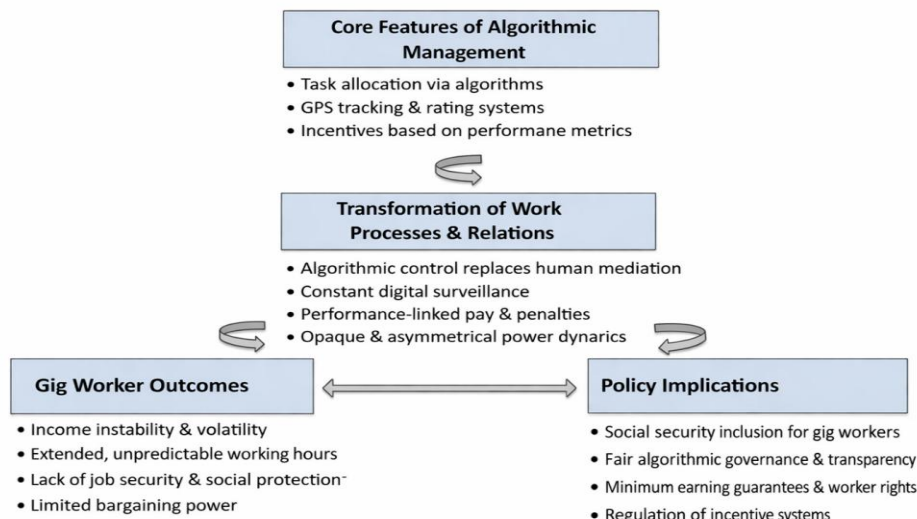 Core Features of Algorithmic
Management
• Task allocation via algorithms
• GPS tracking & rating systems
• Incentives based on performane metrics
Transformation of Work
Processes & Relations
• Algorithmic control replaces human mediation
• Constant digital surveillance
• Performance-linked pay & penalties
• Opaque & asymmetrical power dynarics
Gig Worker Outcomes
• Income instability & volatility
• Extended, unpredictable working hours
• Lack of job security & social protection-
• Limited bargaining power
Policy Implications
• Social security inclusion for gig workers
• Fair algorithmic governance & transparency
• Minimum earning guarantees & worker rights
• Regulation of incentive systems